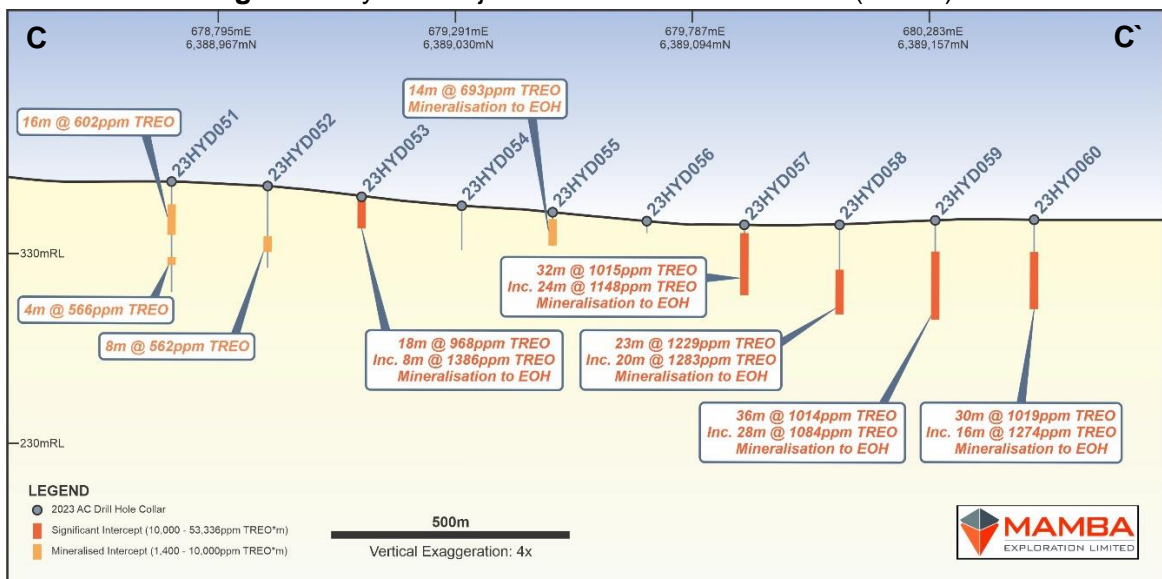 C
678,795mE
6,388,967mN
679,291mE
6,389,030mN
679,787mE
6,389,094mN
680,283mE
6,389,157mN
C`
14m @ 693ppm TREO
Mineralisation to EOH
16m @ 602ppm TREO
23HYD051
23HYD052
23HYD053
23HYD054
23HYD055
23HYD056
23HYD057
23HYD058
23HYD059
23HYD060
330mRL
4m @ 566ppm TREO
8m @ 562ppm TREO
18m @ 968ppm TREO
Inc. 8m @ 1386ppm TREO
Mineralisation to EOH
32m @ 1015ppm TREO
Inc. 24m @ 1148ppm TREO
Mineralisation to EOH
23m @ 1229ppm TREO
Inc. 20m @ 1283ppm TREO
Mineralisation to EOH
36m @ 1014ppm TREO
Inc. 28m @ 1084ppm TREO
Mineralisation to EOH
30m @ 1019ppm TREO
Inc. 16m @ 1274ppm TREO
Mineralisation to EOH
230mRL
LEGEND
2023 AC Drill Hole Collar
Significant Intercept (10,000 - 53,336ppm TREO*m)
Mineralised Intercept (1,400 - 10,000ppm TREO*m)
500m
Vertical Exaggeration: 4x
MAMBA
EXPLORATION LIMITED